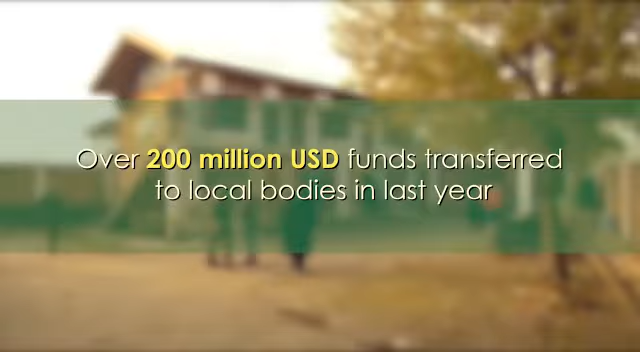 Over 200 million USD funds transferred
to local bodies in last year